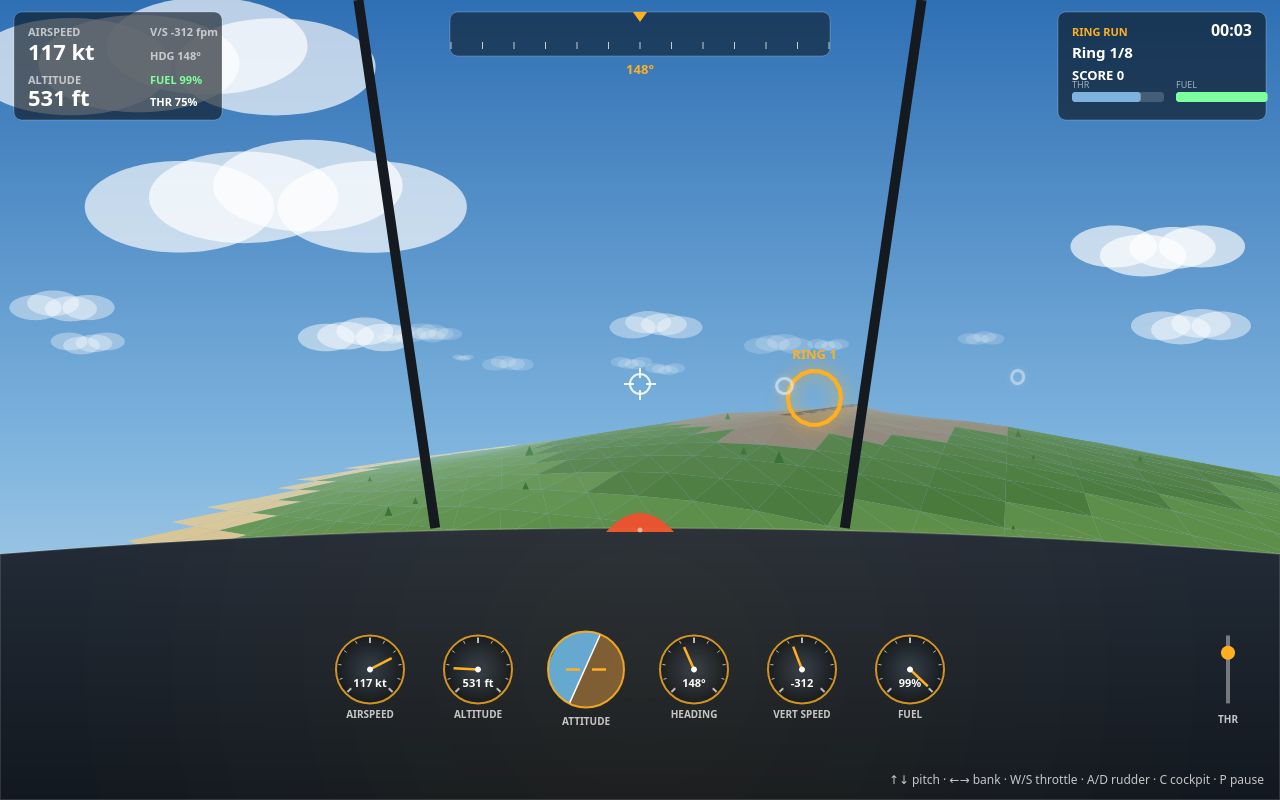 AIRSPEED
V/S -312 fpm
117 kt
HDG 148°
ALTITUDE
FUEL 99%
531 ft
THR 75%
148°
RING RUN
00:03
Ring 1/8
SCORE 0
THR
FUEL
RING 1
117 kt
531 ft
148°
-312
99%
AIRSPEED
ALTITUDE
ATTITUDE
HEADING
VERT SPEED
FUEL
THR
↑↓ pitch · ←→ bank · W/S throttle · A/D rudder · C cockpit · P pause